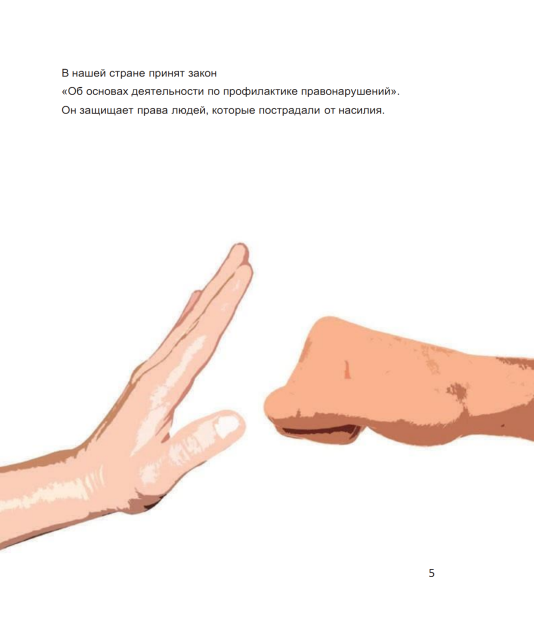 В нашей стране принят закон
«Об основах деятельности по профилактике правонарушений».
Он защищает права людей, которые пострадали от насилия.
5